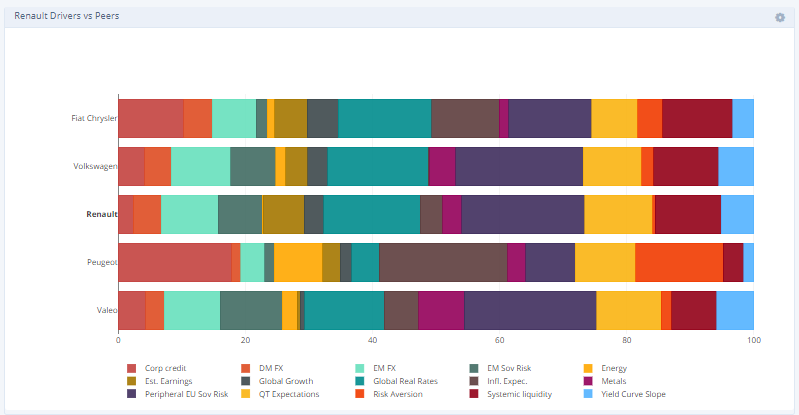 Renault Drivers vs Peers
Fiat Chrysler
Volkswagen
Renault
Peugeot
Valeo
0 20 40 60 80 100
Corp credit DM FX EM FX EM Sov Risk Energy
Est. Earnings Global Growth Global Real Rates Infl. Expec. Metals
Peripheral EU Sov Risk QT Expectations Risk Aversion Systemic liquidity Yield Curve Slope